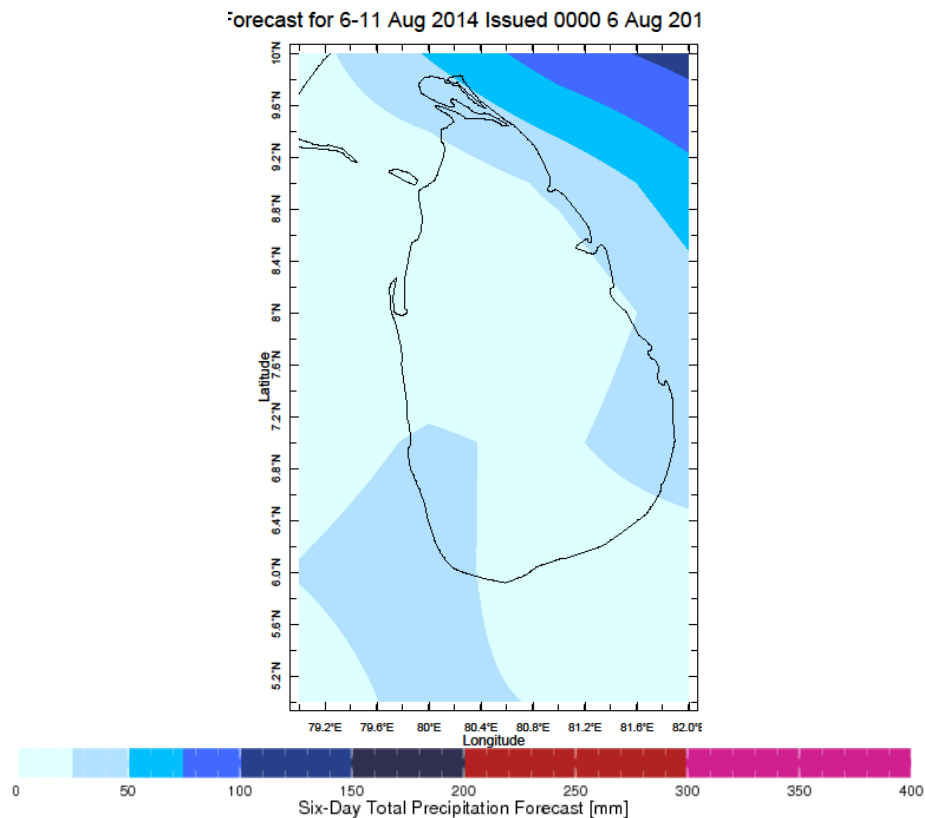 Forecast for 6-11 Aug 2014 Issued 0000 6 Aug 201
10°N
9.6°N
9.2°N
8.8°N
8.4°N
8°N
7.6°N
7.2°N
6.8°N
6.4°N
6.0°N
5.6°N
5.2°N
Latitude
79.2°E 79.6°E 80°E 80.4°E 80.8°E 81.2°E 81.6°E 82.0°E
Longitude
0 50 100 150 200 250 300 350 400
Six-Day Total Precipitation Forecast [mm]